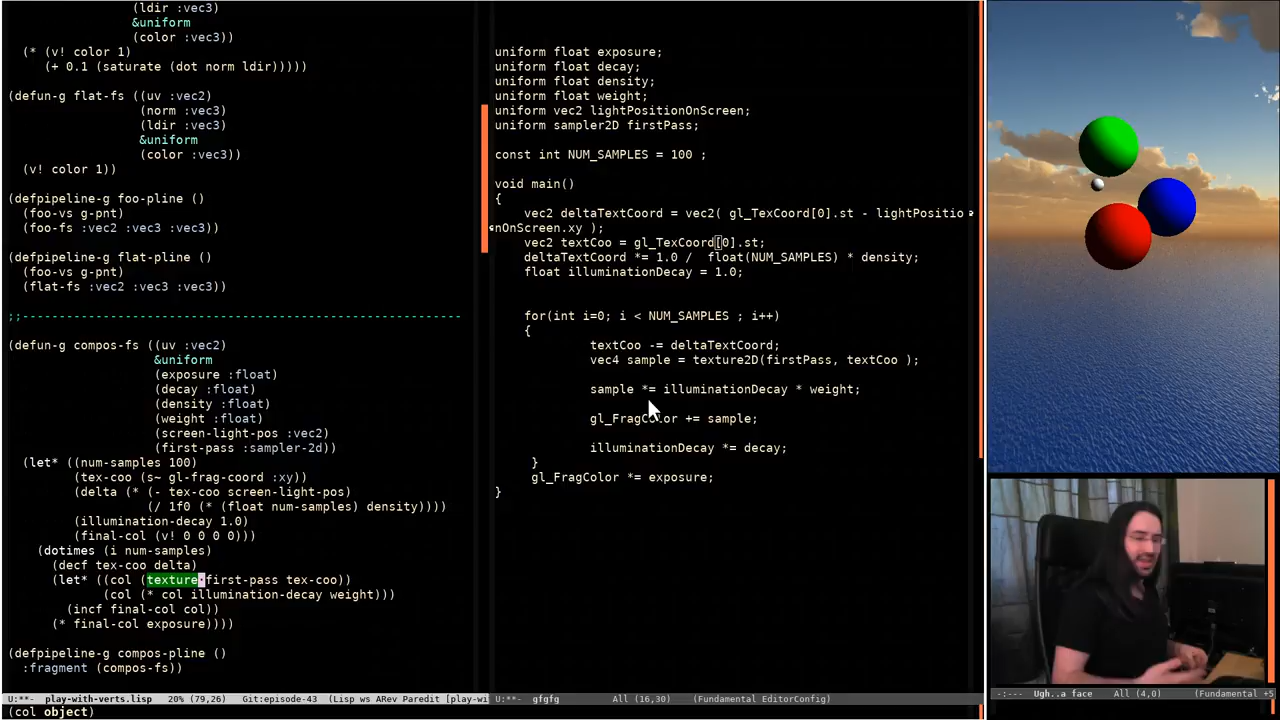 (ldir :vec3)
&uniform
(color :vec3))
(* (v! color 1)
(+ 0.1 (saturate (dot norm ldir)))))
(defun-g flat-fs ((uv :vec2)
(norm :vec3)
(ldir :vec3)
&uniform
(color :vec3))
(v! color 1))
(defpipeline-g foo-pline ()
(foo-vs g-pnt)
(foo-fs :vec2 :vec3 :vec3))
(defpipeline-g flat-pline ()
(foo-vs g-pnt)
(flat-fs :vec2 :vec3 :vec3))
;;--------------------------------------------------------------
(defun-g compos-fs ((uv :vec2)
&uniform
(exposure :float)
(decay :float)
(density :float)
(weight :float)
(screen-light-pos :vec2)
(first-pass :sampler-2d))
(let* ((num-samples 100)
(tex-coo (s~ gl-frag-coord :xy))
(delta (* (- tex-coo screen-light-pos)
(/ 1f0 (* (float num-samples) density))))
(illumination-decay 1.0)
(final-col (v! 0 0 0 0)))
(dotimes (i num-samples)
(decf tex-coo delta)
(let* ((col (texture first-pass tex-coo))
(col (* col illumination-decay weight)))
(incf final-col col))
(* final-col exposure))))
(defpipeline-g compos-pline ()
:fragment (compos-fs))
U:**- play-with-verts.lisp 20% (79,26) Git:episode-43 (Lisp ws ARev Paredit [play-wi
(col object)
uniform float exposure;
uniform float decay;
uniform float density;
uniform float weight;
uniform vec2 lightPositionOnScreen;
uniform sampler2D firstPass;
const int NUM_SAMPLES = 100 ;
void main()
{
vec2 deltaTextCoord = vec2( gl_TexCoord[0].st - lightPositio
nOnScreen.xy );
vec2 textCoo = gl_TexCoord[0].st;
deltaTextCoord *= 1.0 / float(NUM_SAMPLES) * density;
float illuminationDecay = 1.0;
for(int i=0; i < NUM_SAMPLES ; i++)
{
textCoo -= deltaTextCoord;
vec4 sample = texture2D(firstPass, textCoo );
sample *= illuminationDecay * weight;
gl_FragColor += sample;
illuminationDecay *= decay;
}
gl_FragColor *= exposure;
}
U:**- gfgfg All (16,30) (Fundamental EditorConfig)
-:--- Ugh..a face All (4,0) (Fundamental +5